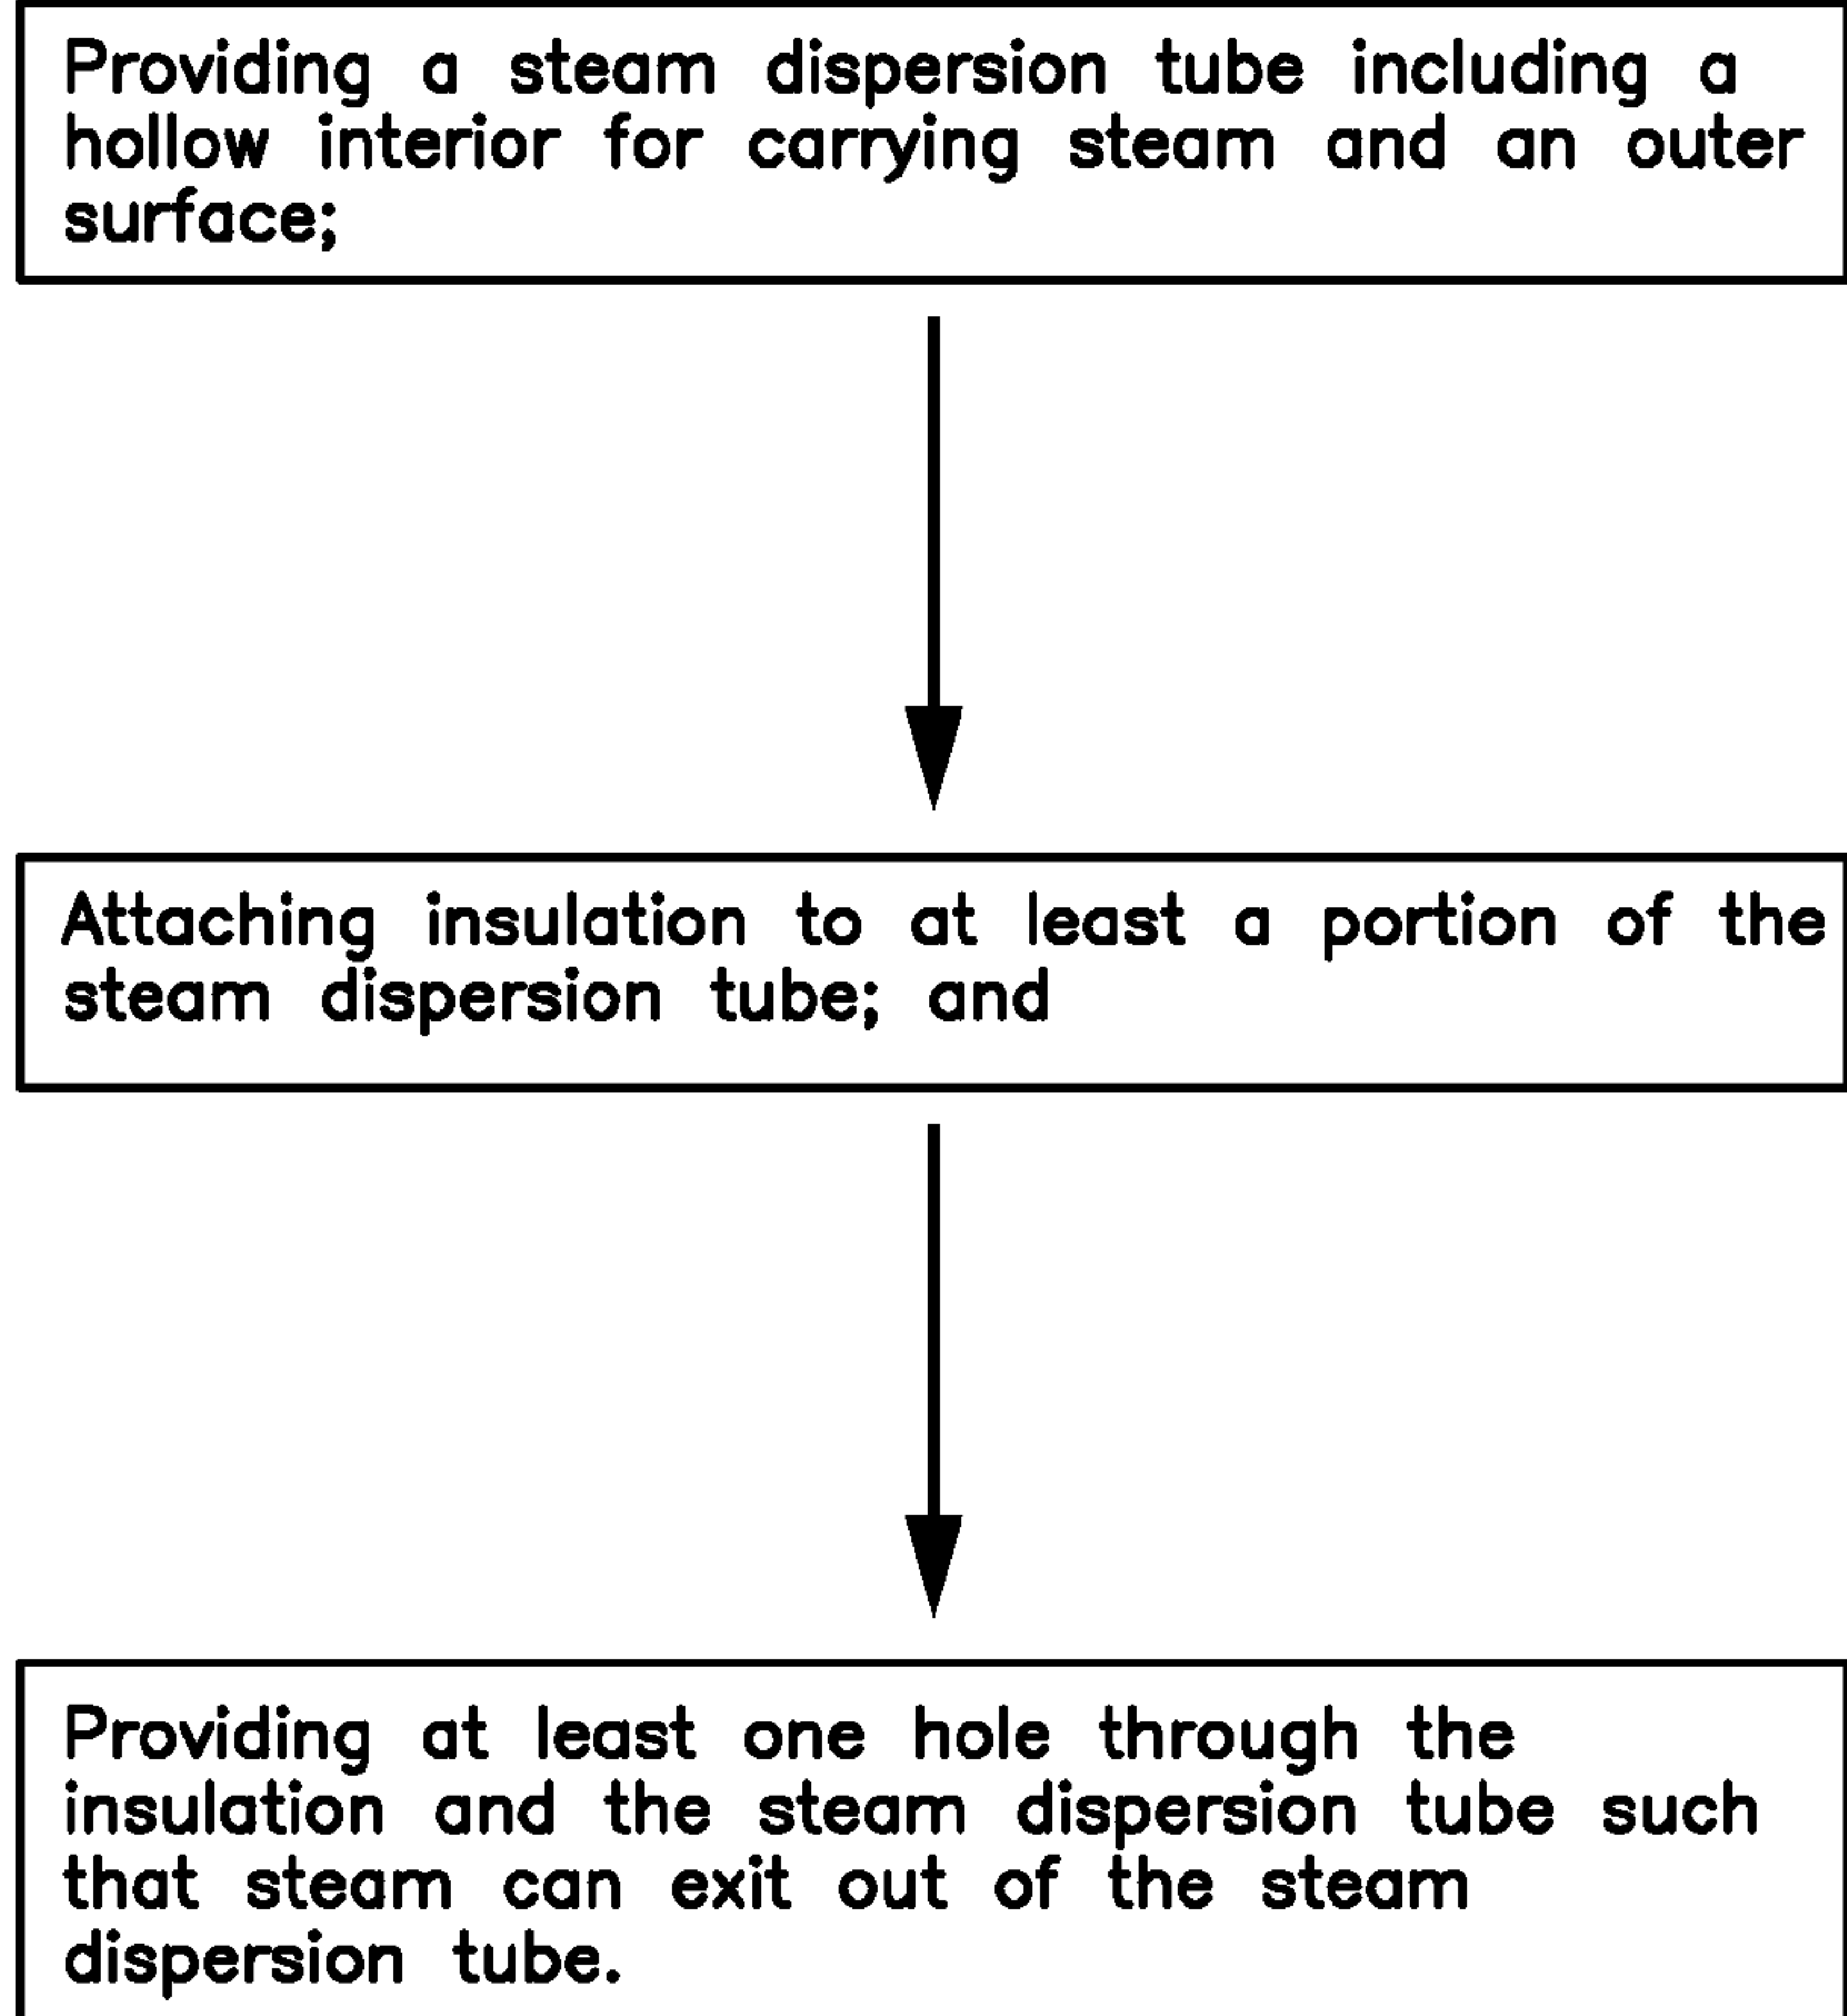 Providing a steam dispersion tube including a
hollow interior for carrying steam and an outer
surface;
Attaching insulation to at least a portion of the
steam dispersion tube; and
Providing at least one hole through the
insulation and the steam dispersion tube such
that steam can exit out of the steam
dispersion tube.